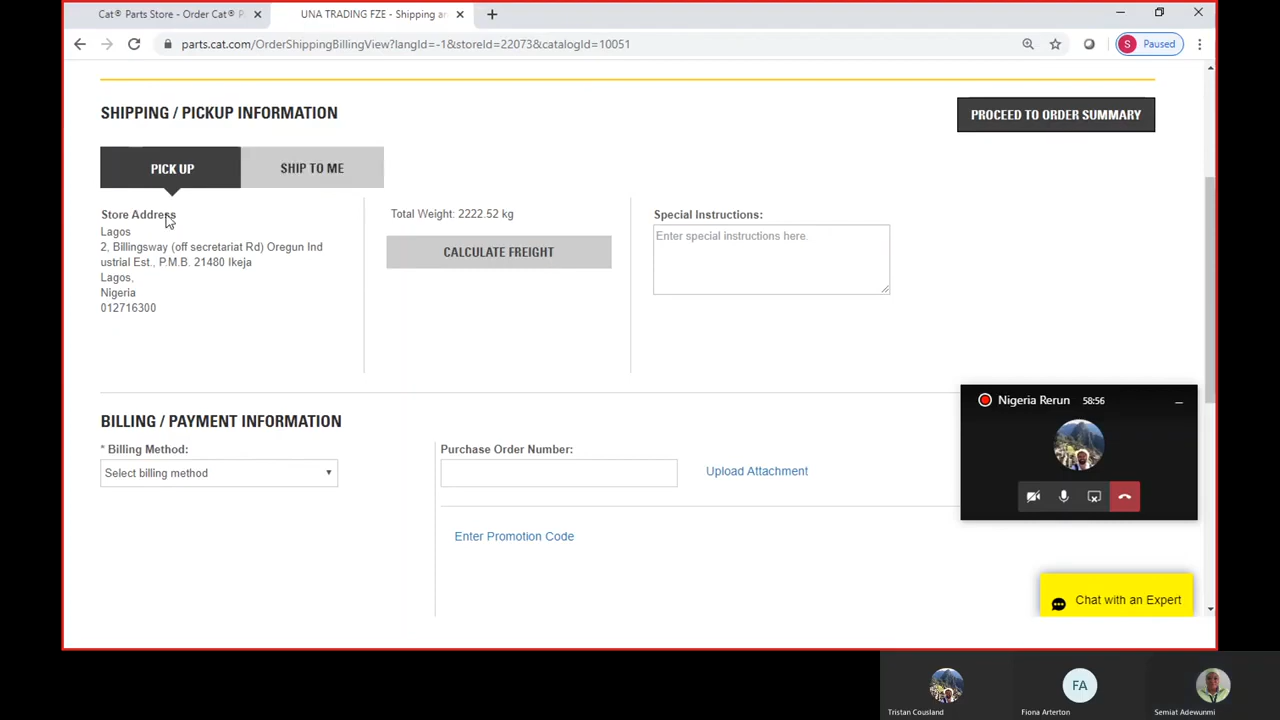 Cat® Parts Store - Order Cat® P
UNA TRADING FZE - Shipping an
parts.cat.com/OrderShippingBillingView?langId=-1&storeId=22073&catalogId=10051
S Paused
SHIPPING / PICKUP INFORMATION
PROCEED TO ORDER SUMMARY
PICK UP
SHIP TO ME
Store Address
Lagos
2, Billingsway (off secretariat Rd) Oregun Ind
ustrial Est., P.M.B. 21480 Ikeja
Lagos,
Nigeria
012716300
Total Weight: 2222.52 kg
CALCULATE FREIGHT
Special Instructions:
Enter special instructions here.
BILLING / PAYMENT INFORMATION
* Billing Method:
Select billing method
Purchase Order Number:
Upload Attachment
Enter Promotion Code
Nigeria Rerun 58:56
Chat with an Expert
Tristan Cousland
FA
Fiona Arterton
Semiat Adewunmi